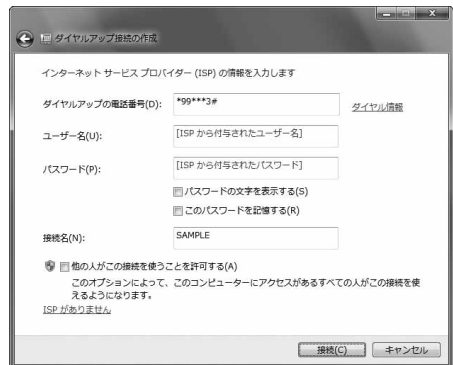 ダイヤルアップ接続の作成
インターネット サービス プロバイダー (ISP) の情報を入力します
ダイヤルアップの電話番号(D):
*99***3#
ダイヤル情報
ユーザー名(U):
[ISP から付与されたユーザー名]
パスワード(P):
[ISP から付与されたパスワード]
パスワードの文字を表示する(S)
このパスワードを記憶する(R)
接続名(N):
SAMPLE
他の人がこの接続を使うことを許可する(A)
このオプションによって、このコンピューターにアクセスがあるすべての人がこの接続を使
えるようになります。
ISP がありません
接続(C)
キャンセル